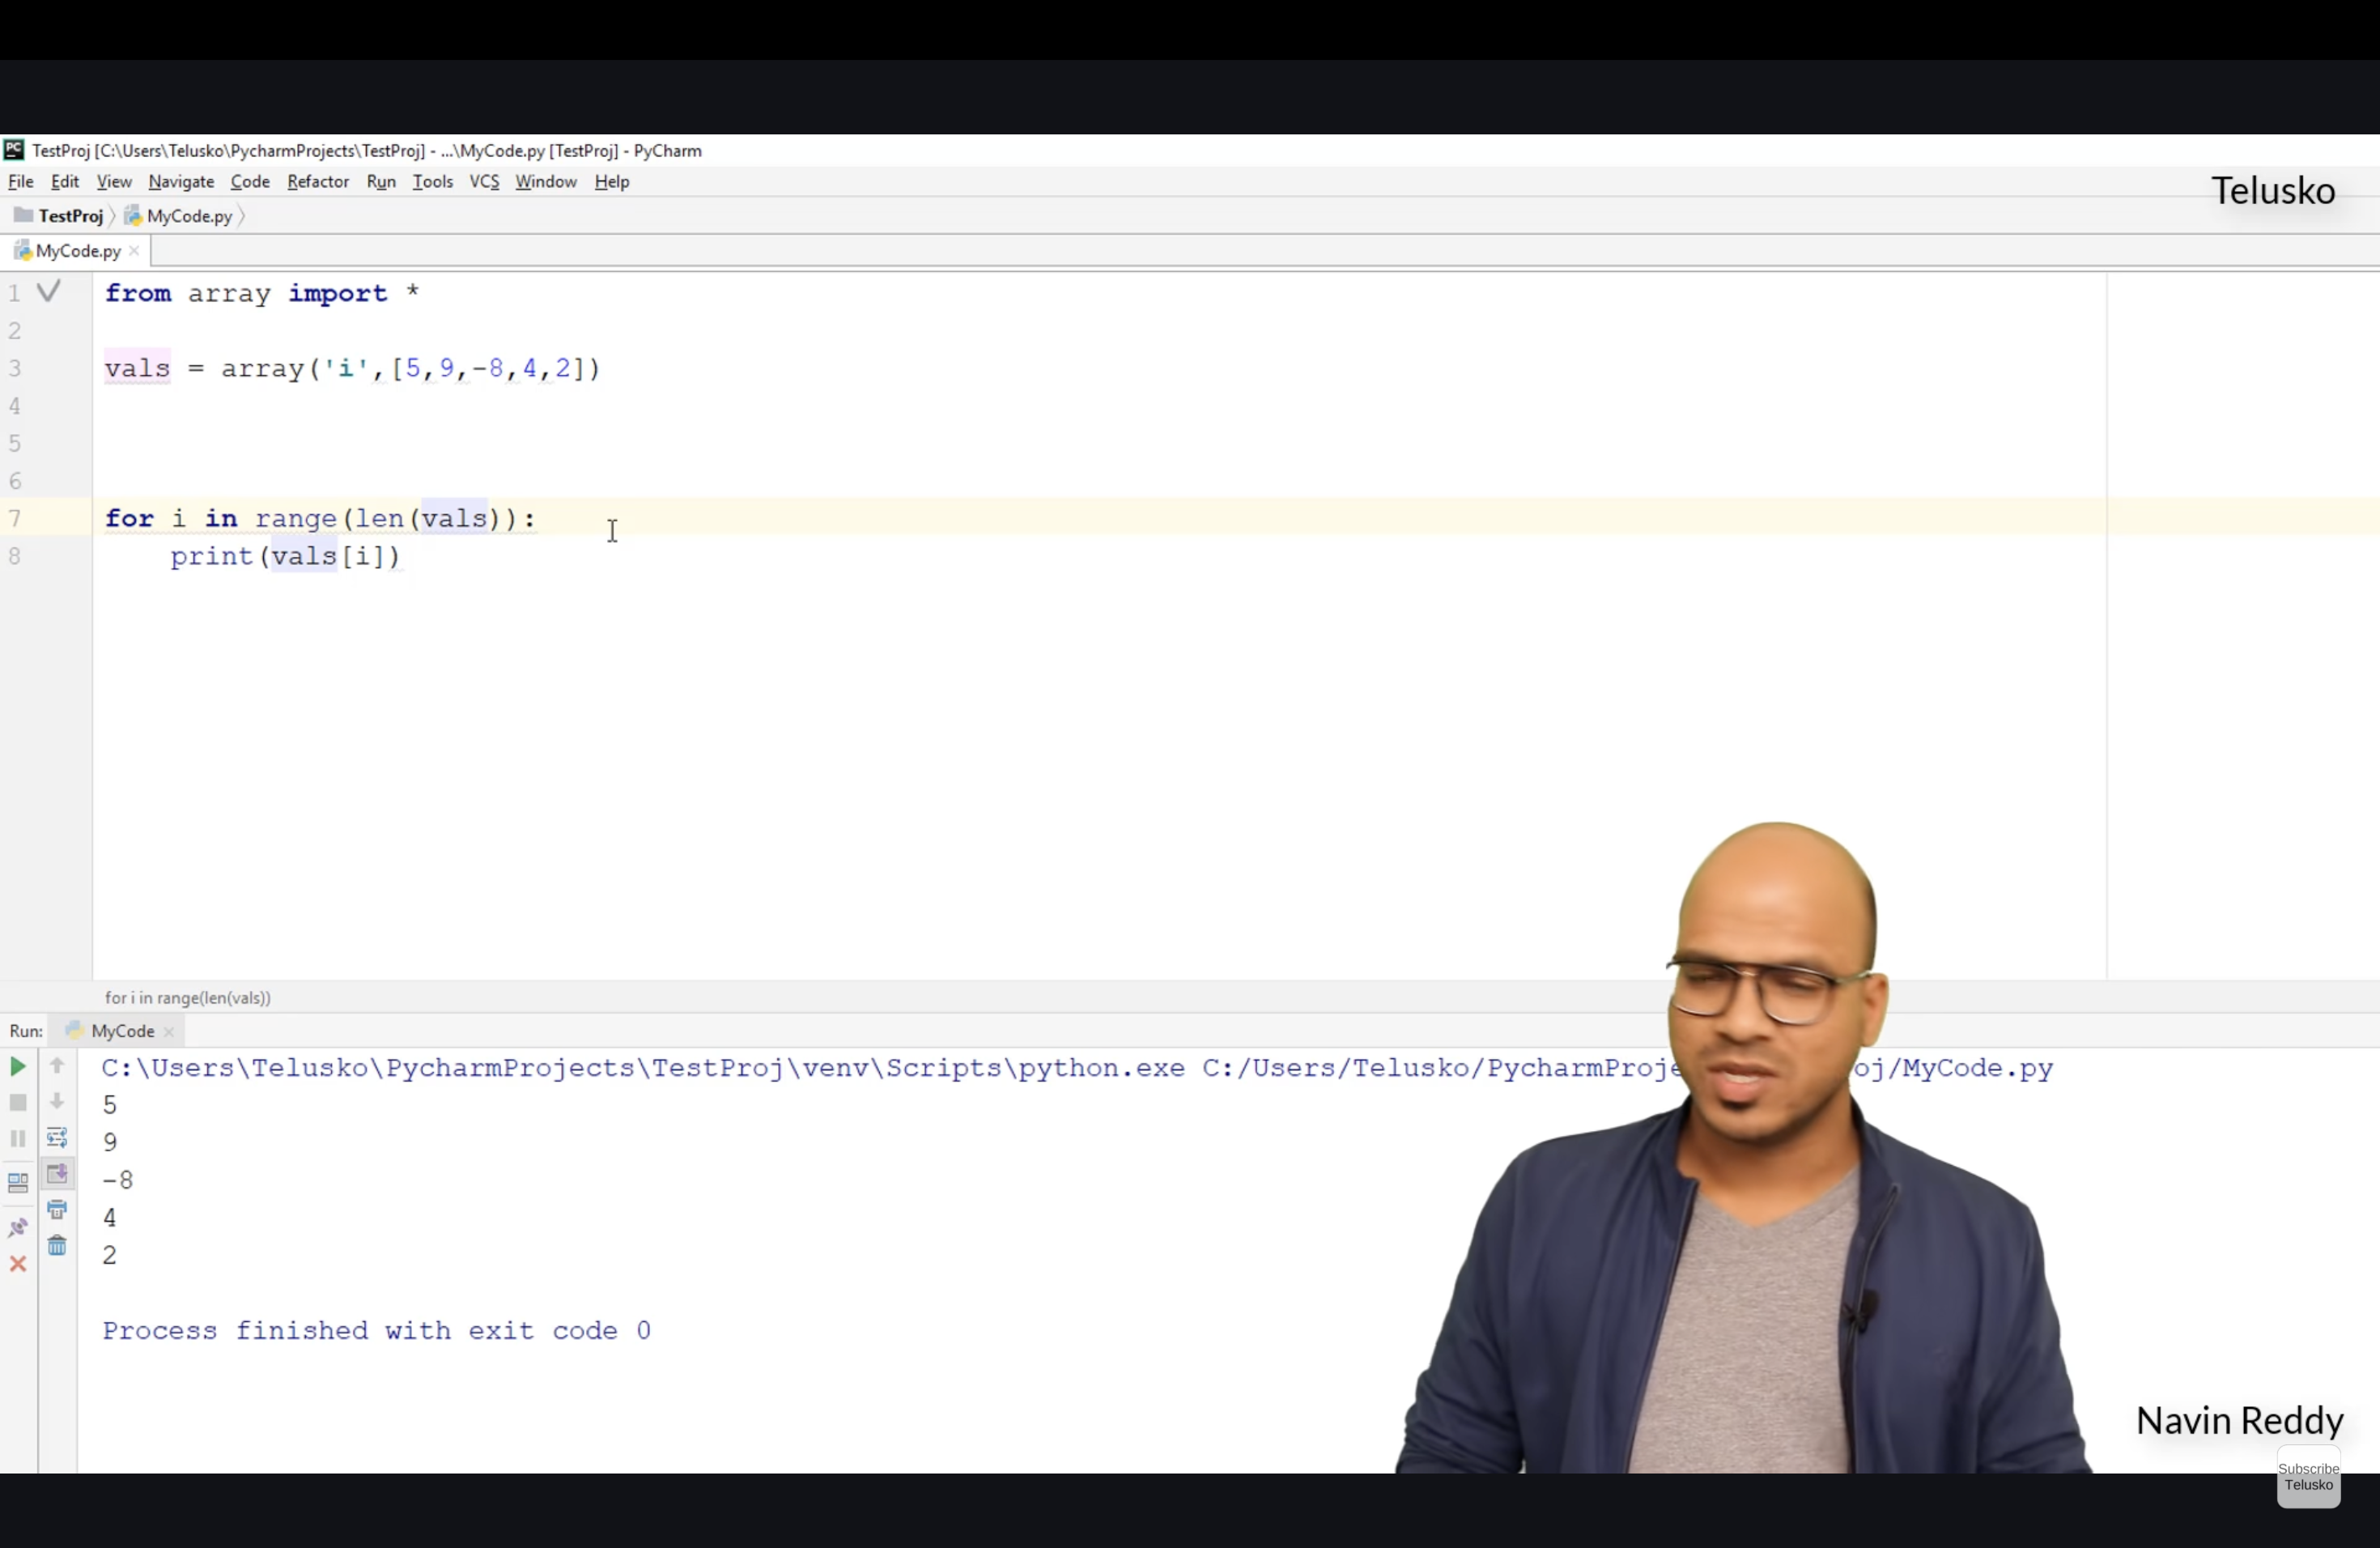 TestProj [C:\Users\Telusko\PycharmProjects\TestProj] - ...\MyCode.py [TestProj] - PyCharm
File Edit View Navigate Code Refactor Run Tools VCS Window Help
Telusko
TestProj MyCode.py
MyCode.py
1 from array import *
2
3 vals = array('i',[5,9,-8,4,2])
4
5
6
7 for i in range(len(vals)):
8 print(vals[i])
for i in range(len(vals))
Run: MyCode
C:\Users\Telusko\PycharmProjects\TestProj\venv\Scripts\python.exe C:/Users/Telusko/PycharmProje oj/MyCode.py
5
9
-8
4
2
Process finished with exit code 0
Navin Reddy
Subscribe
Telusko